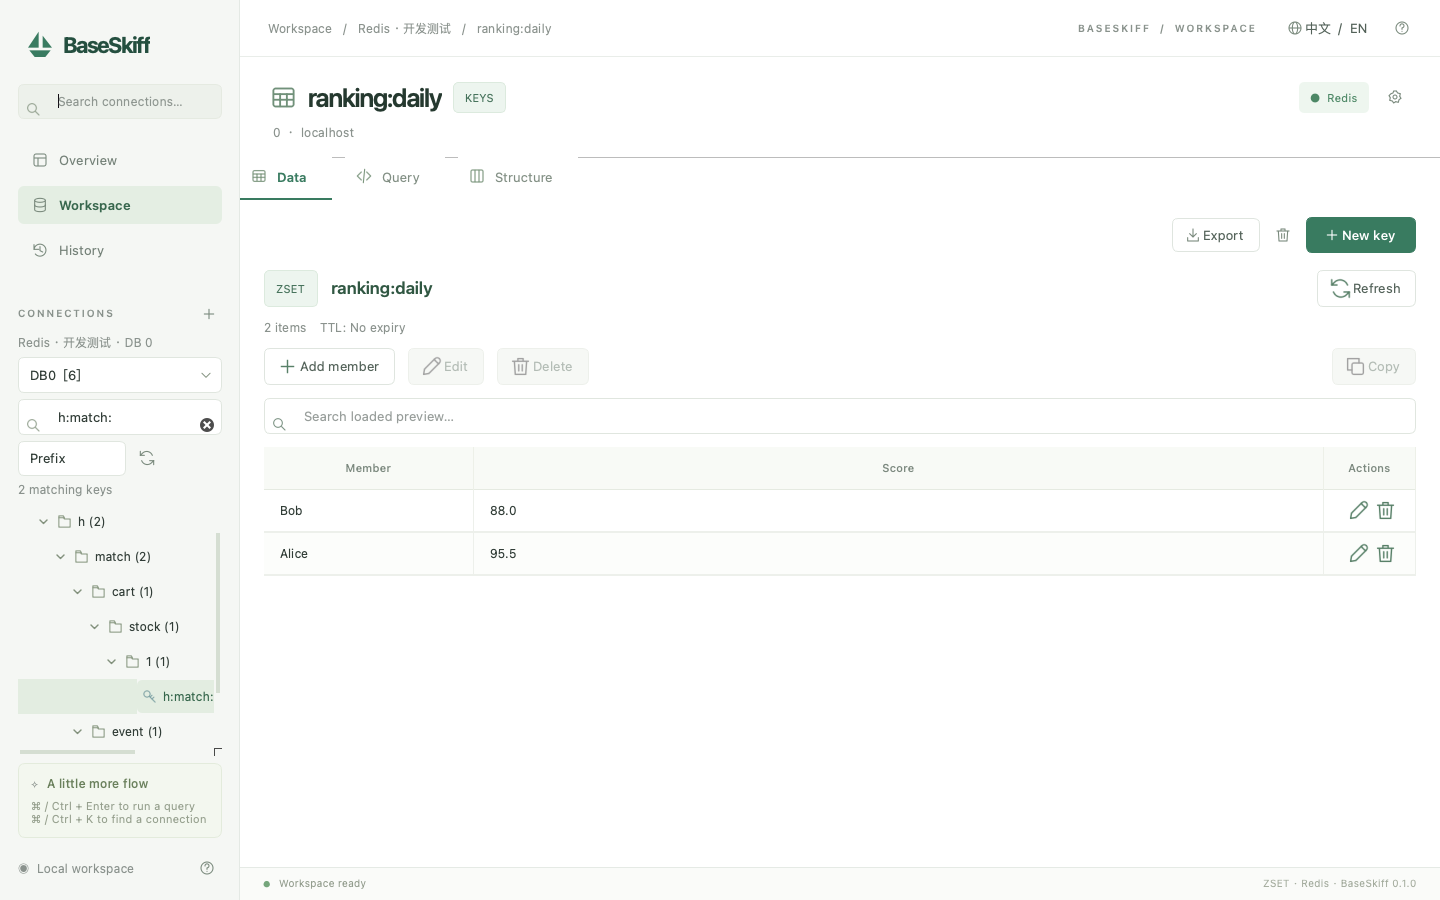 BaseSkiff
Workspace / Redis · 开发测试 / ranking:daily
BASESKIFF / WORKSPACE
中文 / EN
Search connections...
Overview
Workspace
History
CONNECTIONS
Redis · 开发测试 · DB 0
DB0 [6]
h:match:
Prefix
2 matching keys
h (2)
match (2)
cart (1)
stock (1)
1 (1)
h:match:
event (1)
A little more flow
⌘ / Ctrl + Enter to run a query
⌘ / Ctrl + K to find a connection
Local workspace
ranking:daily KEYS
Redis
0 · localhost
Data Query Structure
Export New key
ZSET ranking:daily
Refresh
2 items TTL: No expiry
Add member Edit Delete Copy
Search loaded preview...
Member Score Actions
Bob 88.0
Alice 95.5
Workspace ready
ZSET · Redis · BaseSkiff 0.1.0